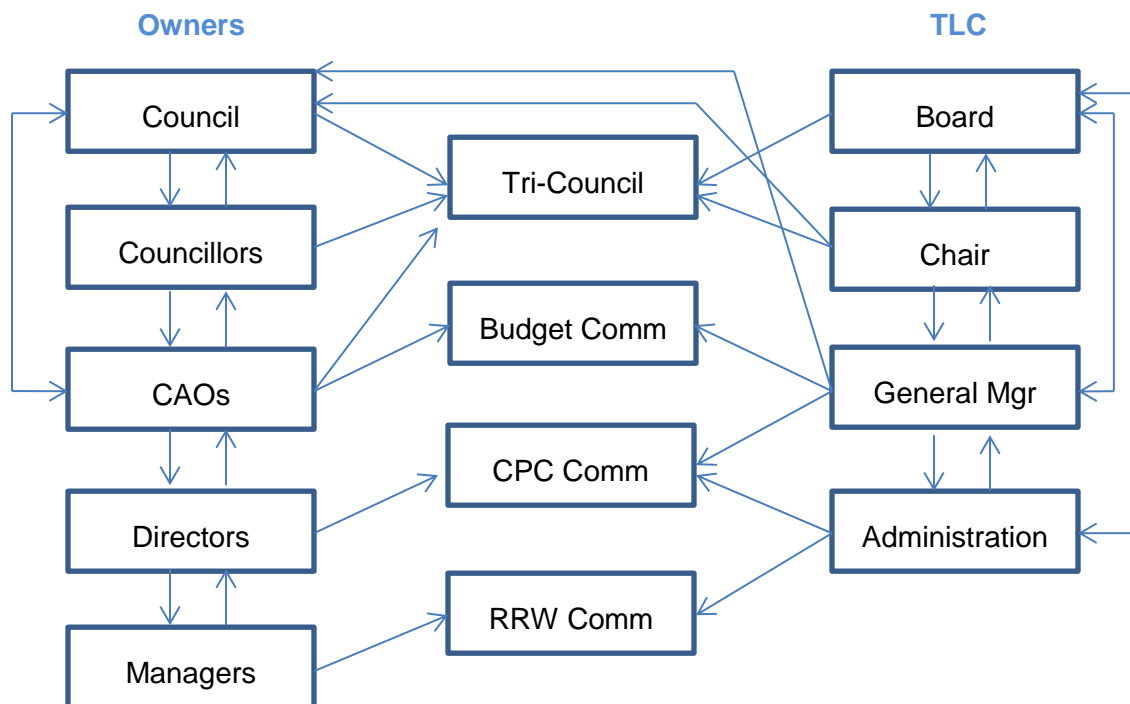 Owners
TLC
Council
Board
Tri-Council
Councillors
Chair
Budget Comm
CAOs
General Mgr
CPC Comm
Directors
Administration
RRW Comm
Managers